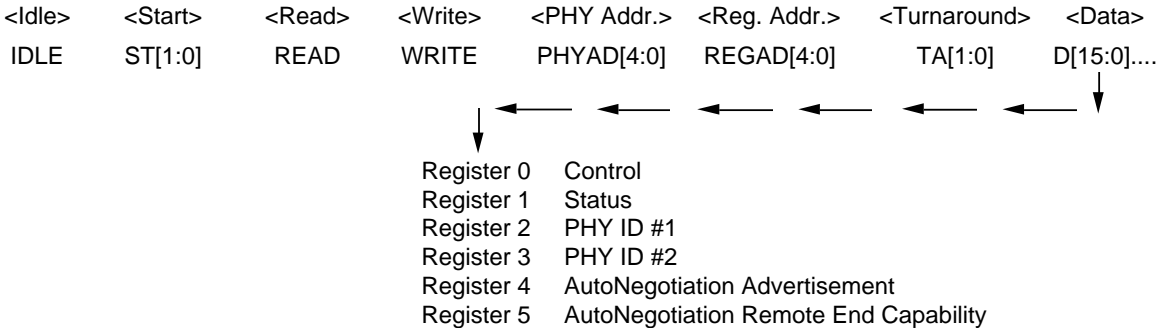 <Idle> <Start> <Read> <Write> <PHY Addr.> <Reg. Addr.> <Turnaround> <Data>
IDLE ST[1:0] READ WRITE PHYAD[4:0] REGAD[4:0] TA[1:0] D[15:0]....
Register 0 Control
Register 1 Status
Register 2 PHY ID #1
Register 3 PHY ID #2
Register 4 AutoNegotiation Advertisement
Register 5 AutoNegotiation Remote End Capability